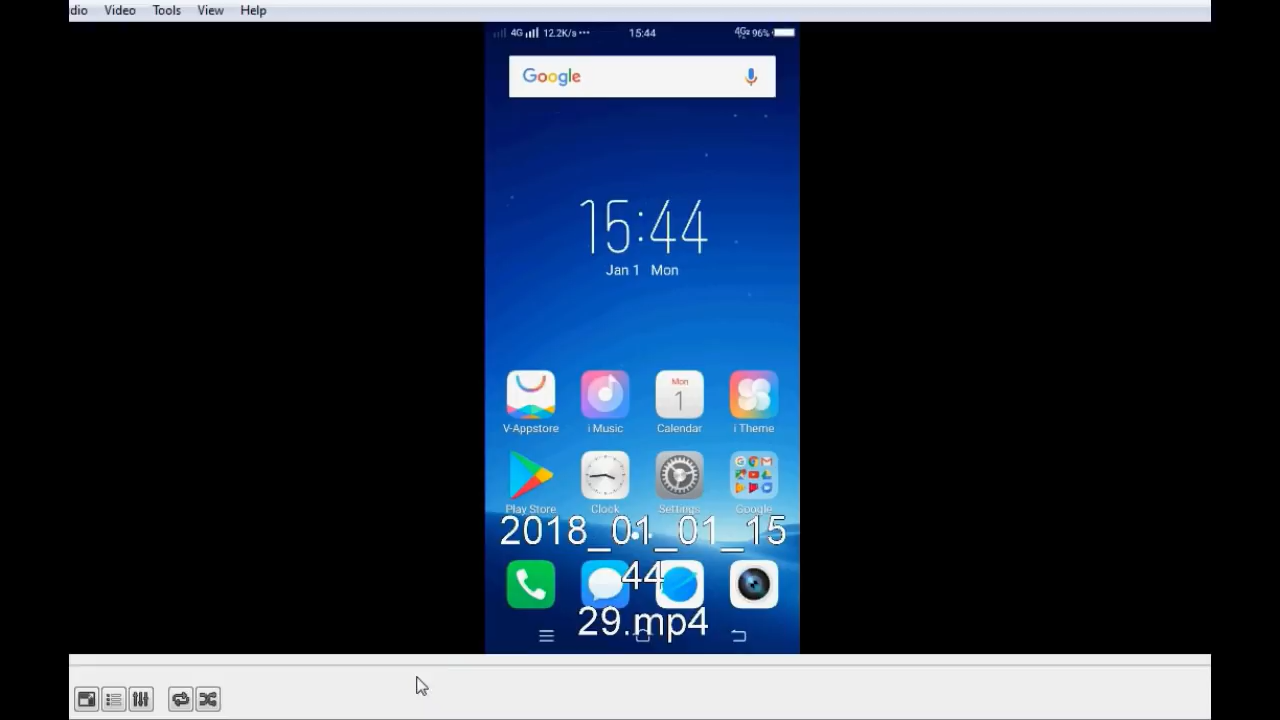 dio Video Tools View Help
4G 12.2K/s ••• 15:44 4G 96%
Google
15:44
Jan 1 Mon
V-Appstore i Music Mon 1 Calendar i Theme
Play Store Clock Settings Google
2018_01_01_15
44
29.mp4